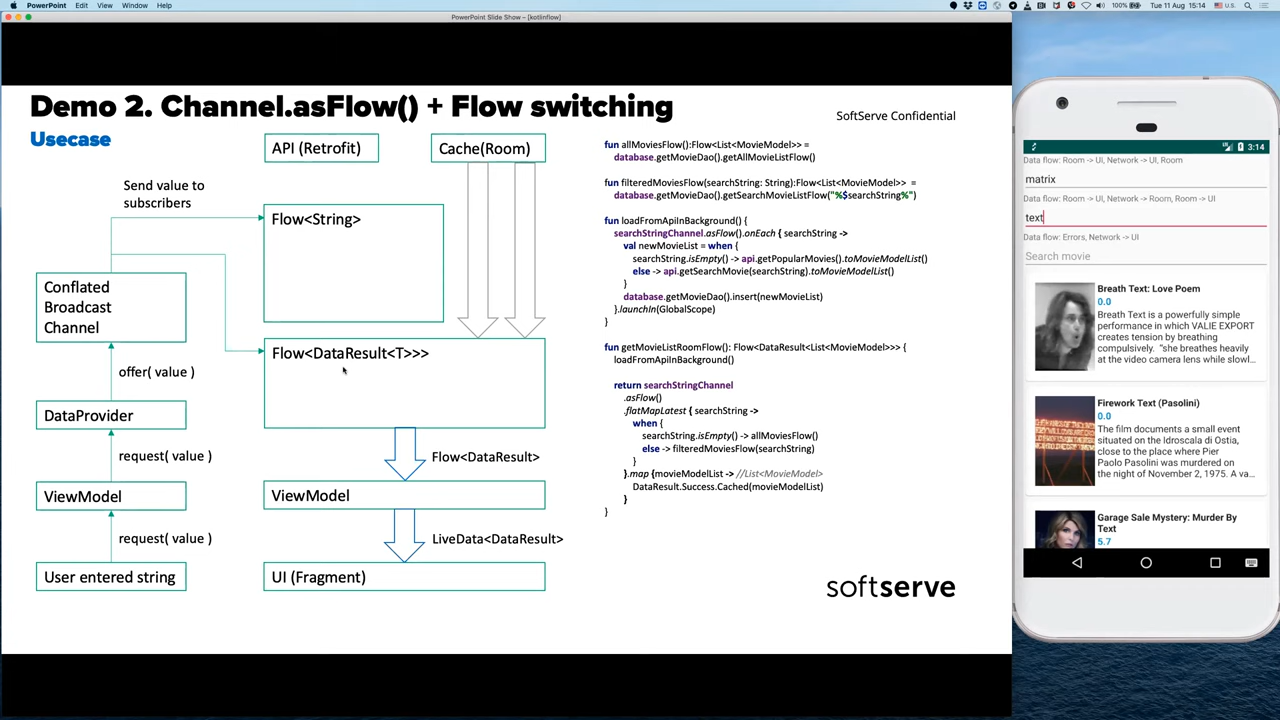 PowerPoint Edit View Window Help
100% Tue 11 Aug 15:14 U.S.
PowerPoint Slide Show – [kotlinflow]
Demo 2. Channel.asFlow() + Flow switching
SoftServe Confidential
Usecase
API (Retrofit)
Cache(Room)
Send value to
subscribers
Flow<String>
Conflated
Broadcast
Channel
Flow<DataResult<T>>>
offer( value )
DataProvider
request( value )
Flow<DataResult>
ViewModel
ViewModel
request( value )
LiveData<DataResult>
User entered string
UI (Fragment)
fun allMoviesFlow():Flow<List<MovieModel>> =
database.getMovieDao().getAllMovieListFlow()
fun filteredMoviesFlow(searchString: String):Flow<List<MovieModel>> =
database.getMovieDao().getSearchMovieListFlow("%$searchString%")
fun loadFromApiInBackground() {
searchStringChannel.asFlow().onEach { searchString ->
val newMovieList = when {
searchString.isEmpty() -> api.getPopularMovies().toMovieModelList()
else -> api.getSearchMovie(searchString).toMovieModelList()
}
database.getMovieDao().insert(newMovieList)
}.launchIn(GlobalScope)
}
fun getMovieListRoomFlow(): Flow<DataResult<List<MovieModel>>> {
loadFromApiInBackground()
return searchStringChannel
.asFlow()
.flatMapLatest { searchString ->
when {
searchString.isEmpty() -> allMoviesFlow()
else -> filteredMoviesFlow(searchString)
}
}.map {movieModelList -> //List<MovieModel>
DataResult.Success.Cached(movieModelList)
}
}
softserve
3:14
Data flow: Room -> UI, Network -> UI, Room
matrix
Data flow: Room -> UI, Network -> Room, Room -> UI
text
Data flow: Errors, Network -> UI
Search movie
Breath Text: Love Poem
0.0
Breath Text is a powerfully simple
performance in which VALIE EXPORT
creates tension by breathing
compulsively. "she breathes heavily
at the video camera lens while slowl...
Firework Text (Pasolini)
0.0
The film documents a small event
situated on the Idroscala di Ostia,
close to the place where Pier
Paolo Pasolini was murdered on
the night of November 2, 1975. A va...
Garage Sale Mystery: Murder By
Text
5.7